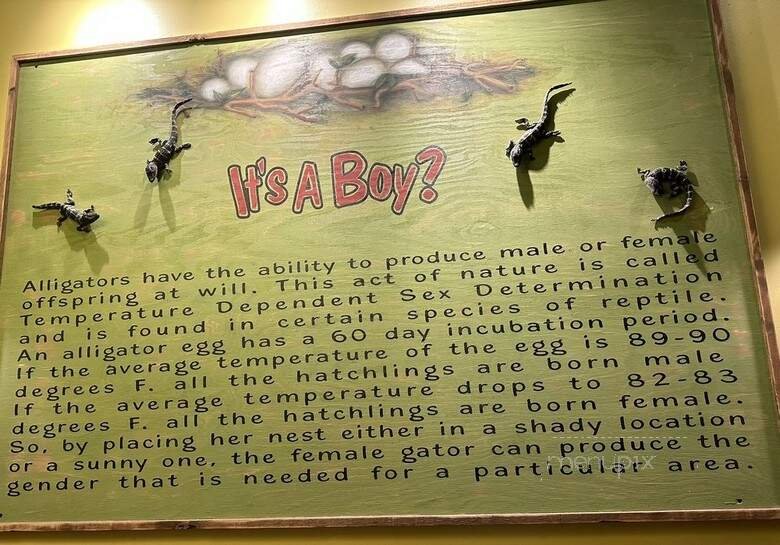 It's A Boy?
Alligators have the ability to produce male or female
offspring at will. This act of nature is called
Temperature Dependent Sex Determination
and is found in certain species of reptile.
An alligator egg has a 60 day incubation period.
If the average temperature of the egg is 89-90
degrees F. all the hatchlings are born male
If the average temperature drops to 82-83
degrees F. all the hatchlings are born female.
So, by placing her nest either in a shady location
or a sunny one, the female gator can produce the
gender that is needed for a particular area.
menupix